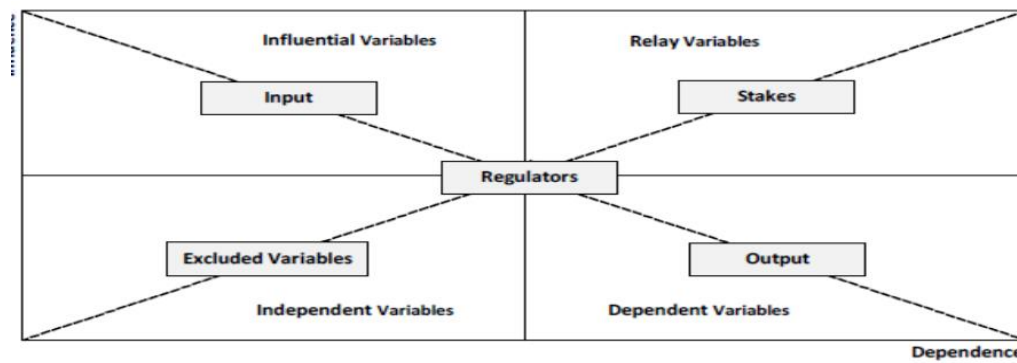 Influential Variables
Relay Variables
Input
Stakes
Regulators
Excluded Variables
Output
Independent Variables
Dependent Variables
Dependence